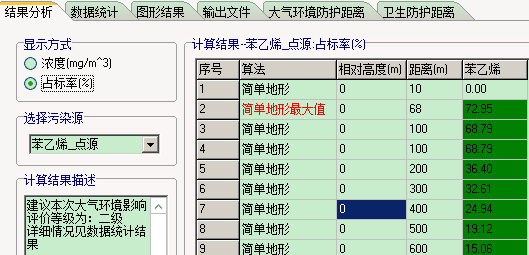 结果分析 数据统计 图形结果 输出文件 大气环境防护距离 卫生防护距离
显示方式
浓度(mg/m^3)
占标率(%)
选择污染源
苯乙烯_点源
计算结果描述
建议本次大气环境影响
评价等级为：二级
详细情况见数据统计结
果
计算结果-苯乙烯_点源:占标率(%)
序号 算法 相对高度(m) 距离(m) 苯乙烯
1 简单地形 0 10 0.00
2 简单地形最大值 0 68 72.95
3 简单地形 0 100 68.79
4 简单地形 0 100 68.79
5 简单地形 0 200 36.40
6 简单地形 0 300 32.61
7 简单地形 0 400 24.94
8 简单地形 0 500 19.12
9 简单地形 0 600 15.06